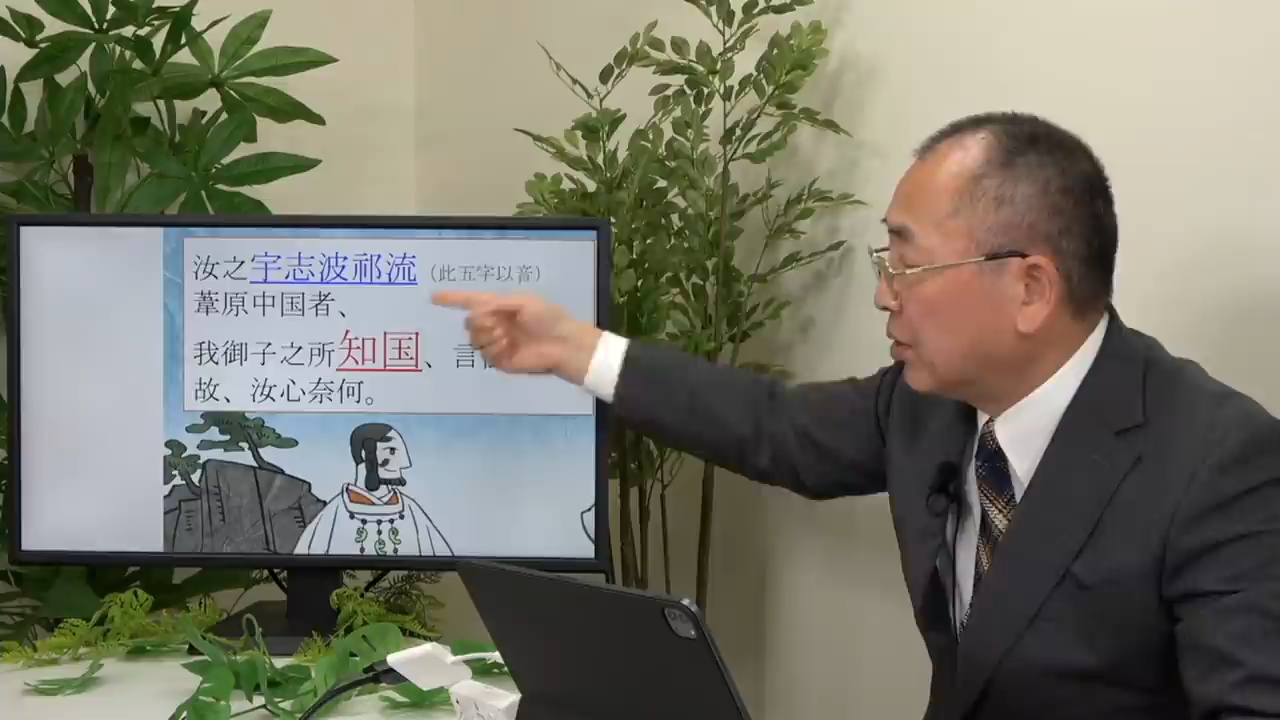 汝之宇志波祁流（此五字以音）
葦原中国者、
我御子之所知国、言
故、汝心奈何。